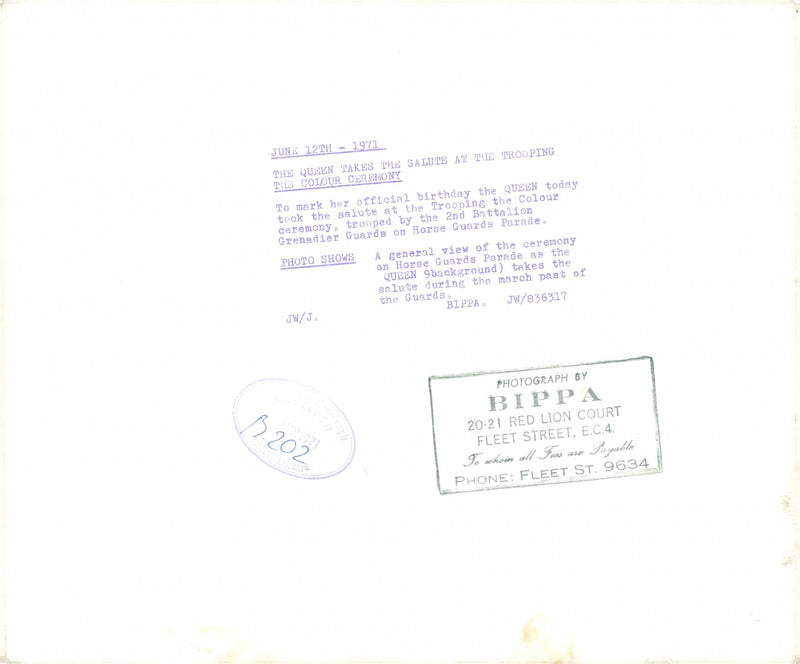 JUNE 12TH - 1971
THE QUEEN TAKES THE SALUTE AT THE TROOPING
THE COLOUR CEREMONY
To mark her official birthday the QUEEN today
took the salute at the Trooping the Colour
ceremony, trooped by the 2nd Battalion
Grenadier Guards on Horse Guards Parade.
PHOTO SHOWS A general view of the ceremony
on Horse Guards Parade as the
QUEEN 9background) takes the
salute during the march past of
the Guards.
BIPPA. JW/836317
JW/J.
B.202
1971
PHOTOGRAPH BY
BIPPA
20-21 RED LION COURT
FLEET STREET, E.C.4.
To whom all Fees are Payable
PHONE: FLEET ST. 9634